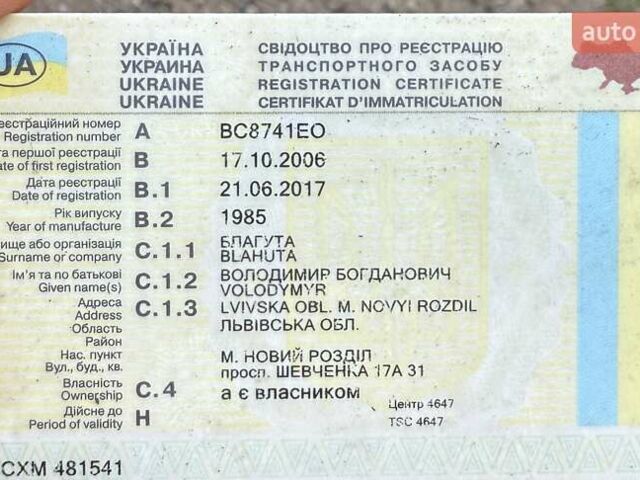 UA
auto
УКРАЇНА
УКРАИНА
UKRAINE
UKRAINE
СВІДОЦТВО ПРО РЕЄСТРАЦІЮ
ТРАНСПОРТНОГО ЗАСОБУ
REGISTRATION CERTIFICATE
CERTIFIKAT D'IMMATRICULATION
еєстраційний номер
Registration number
A
BC8741EO
та першої реєстрації
ate of first registration
B
17.10.2006
Дата реєстрації
Date of registration
B.1
21.06.2017
Рік випуску
Year of manufacture
B.2
1985
вище або організація
Surname or company
C.1.1
БЛАГУТА
BLAHUTA
Ім'я та по батькові
Given name(s)
C.1.2
ВОЛОДИМИР БОГДАНОВИЧ
VOLODYMYR
Адреса
Address
C.1.3
LVIVSKA OBL. M. NOVYI ROZDIL
Область
ЛЬВІВСЬКА ОБЛ.
Район
Нас. пункт
М. НОВИЙ РОЗДІЛ
Вул., буд., кв.
просп. ШЕВЧЕНКА 17А 31
Власність
Ownership
C.4
а є власником
Дійсне до
Period of validity
H
Центр 4647
TSC 4647
СХМ 481541